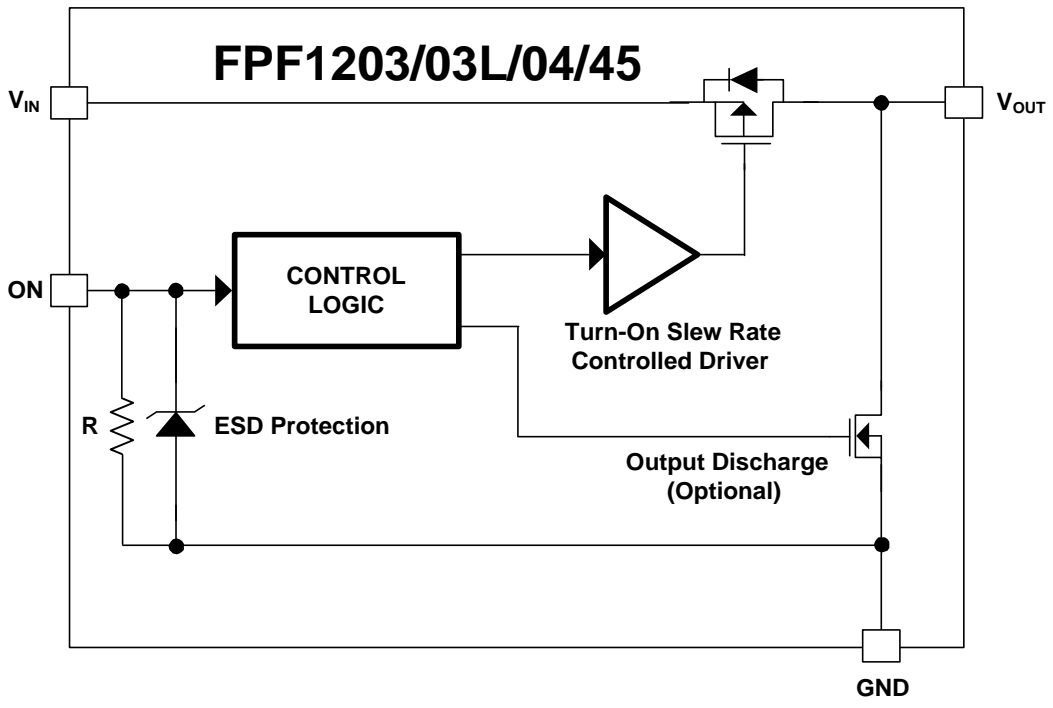 FPF1203/03L/04/45
VIN
VOUT
ON
CONTROL
LOGIC
Turn-On Slew Rate
Controlled Driver
R
ESD Protection
Output Discharge
(Optional)
GND